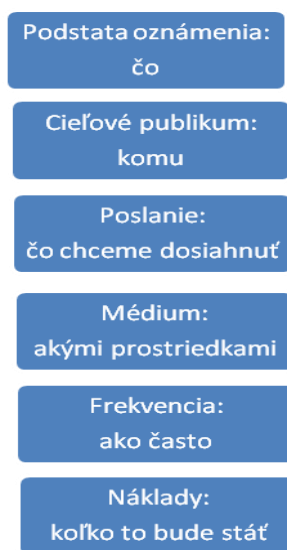 Podstata oznámenia:
čo
Cieľové publikum:
komu
Poslanie:
čo chceme dosiahnuť
Médium:
akými prostriedkami
Frekvencia:
ako často
Náklady:
koľko to bude stáť